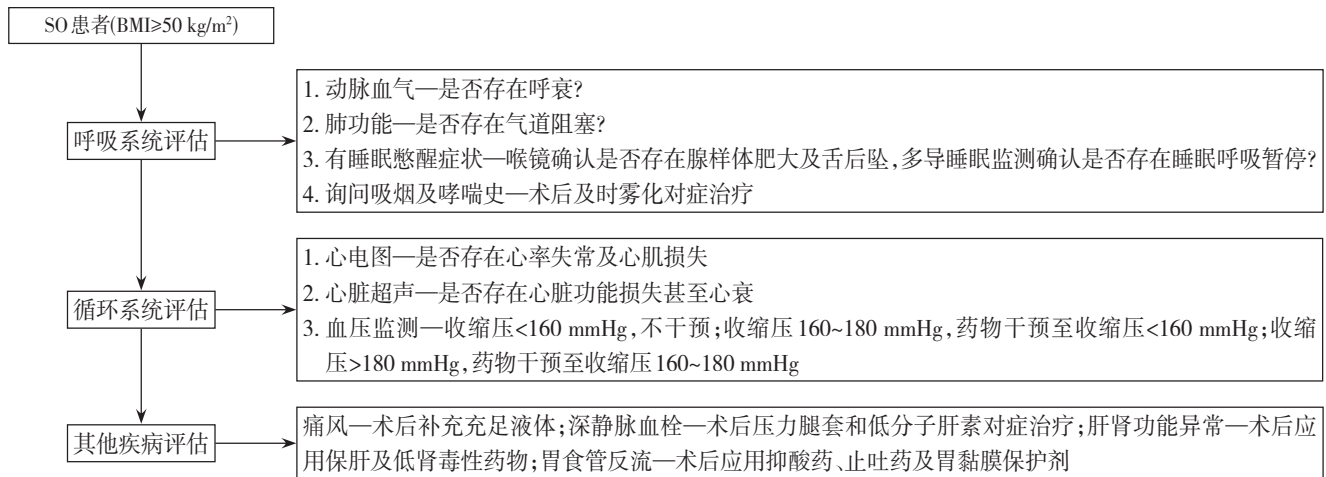 SO患者(BMI≥50 kg/m²)
呼吸系统评估
1. 动脉血气—是否存在呼衰?
2. 肺功能—是否存在气道阻塞?
3. 有睡眠憋醒症状—喉镜确认是否存在腺样体肥大及舌后坠,多导睡眠监测确认是否存在睡眠呼吸暂停?
4. 询问吸烟及哮喘史—术后及时雾化对症治疗
循环系统评估
1. 心电图—是否存在心率失常及心肌损失
2. 心脏超声—是否存在心脏功能损失甚至心衰
3. 血压监测—收缩压<160 mmHg,不干预;收缩压160~180 mmHg,药物干预至收缩压<160 mmHg;收缩
压>180 mmHg,药物干预至收缩压160~180 mmHg
其他疾病评估
痛风—术后补充充足液体;深静脉血栓—术后压力腿套和低分子肝素对症治疗;肝肾功能异常—术后应
用保肝及低肾毒性药物;胃食管反流—术后应用抑酸药、止吐药及胃黏膜保护剂